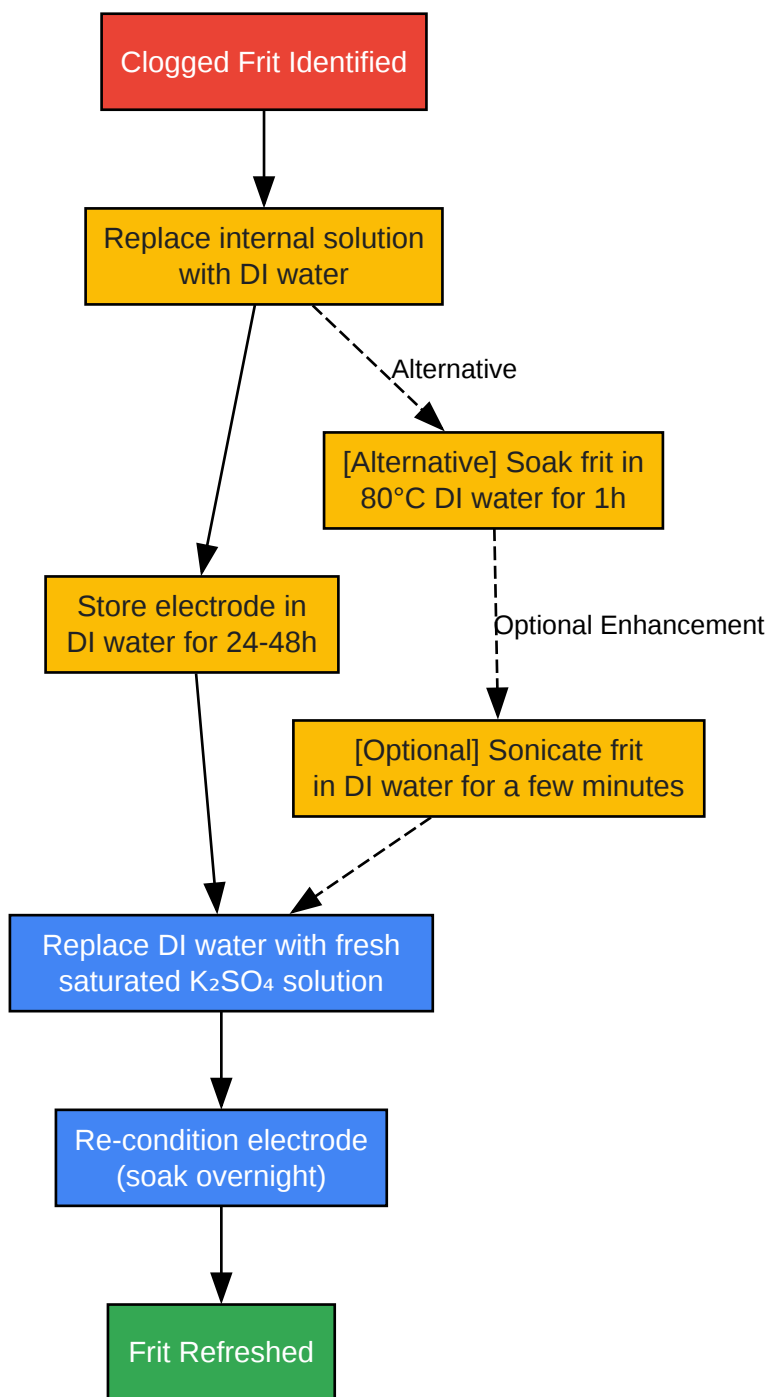 Clogged Frit Identified
Replace internal solution
with DI water
Alternative
[Alternative] Soak frit in
80°C DI water for 1h
Store electrode in
DI water for 24-48h
Optional Enhancement
[Optional] Sonicate frit
in DI water for a few minutes
Replace DI water with fresh
saturated K₂SO₄ solution
Re-condition electrode
(soak overnight)
Frit Refreshed